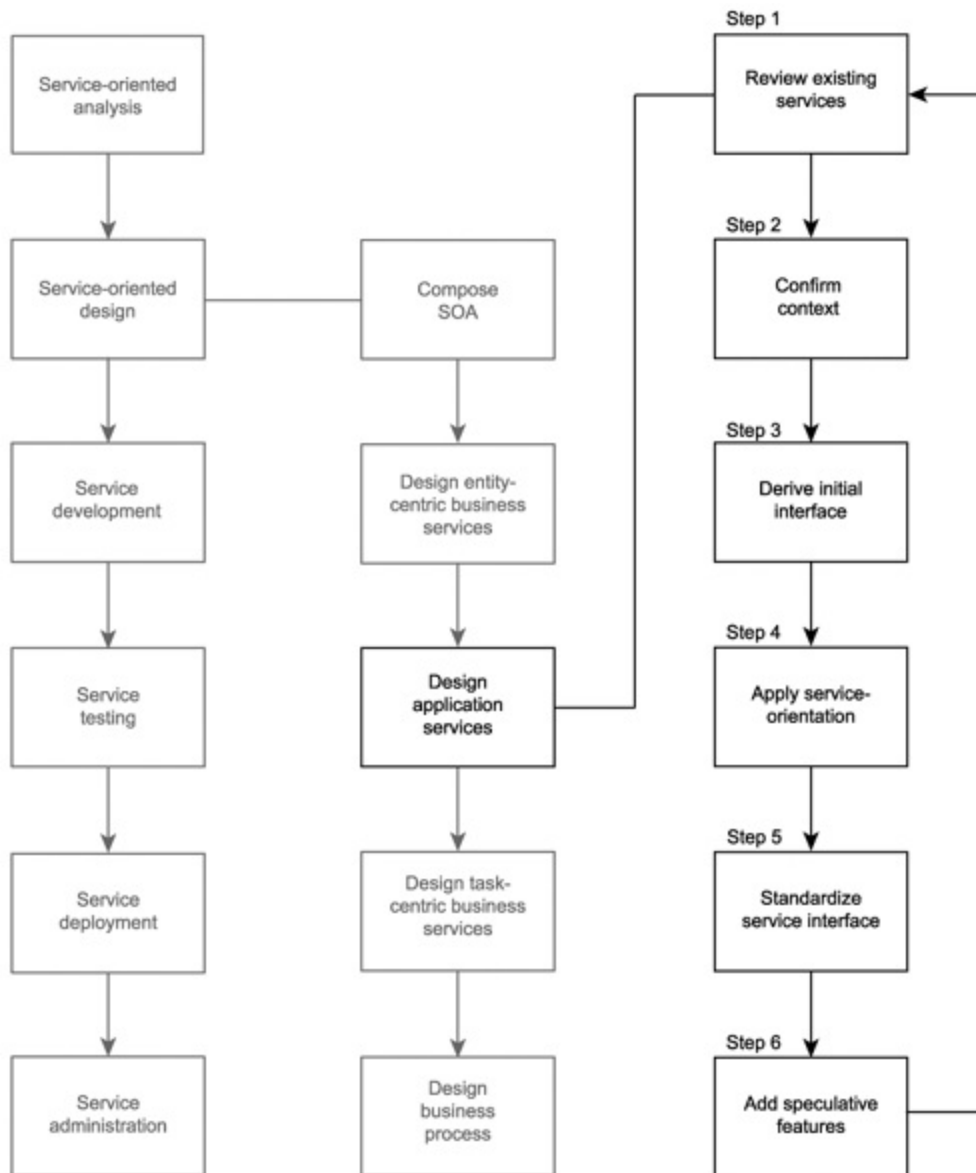 Service-oriented
analysis
Service-oriented
design
Service
development
Service
testing
Service
deployment
Service
administration
Compose
SOA
Design entity-
centric business
services
Design
application
services
Design task-
centric business
services
Design
business
process
Step 1
Review existing
services
Step 2
Confirm
context
Step 3
Derive initial
interface
Step 4
Apply service-
orientation
Step 5
Standardize
service interface
Step 6
Add speculative
features